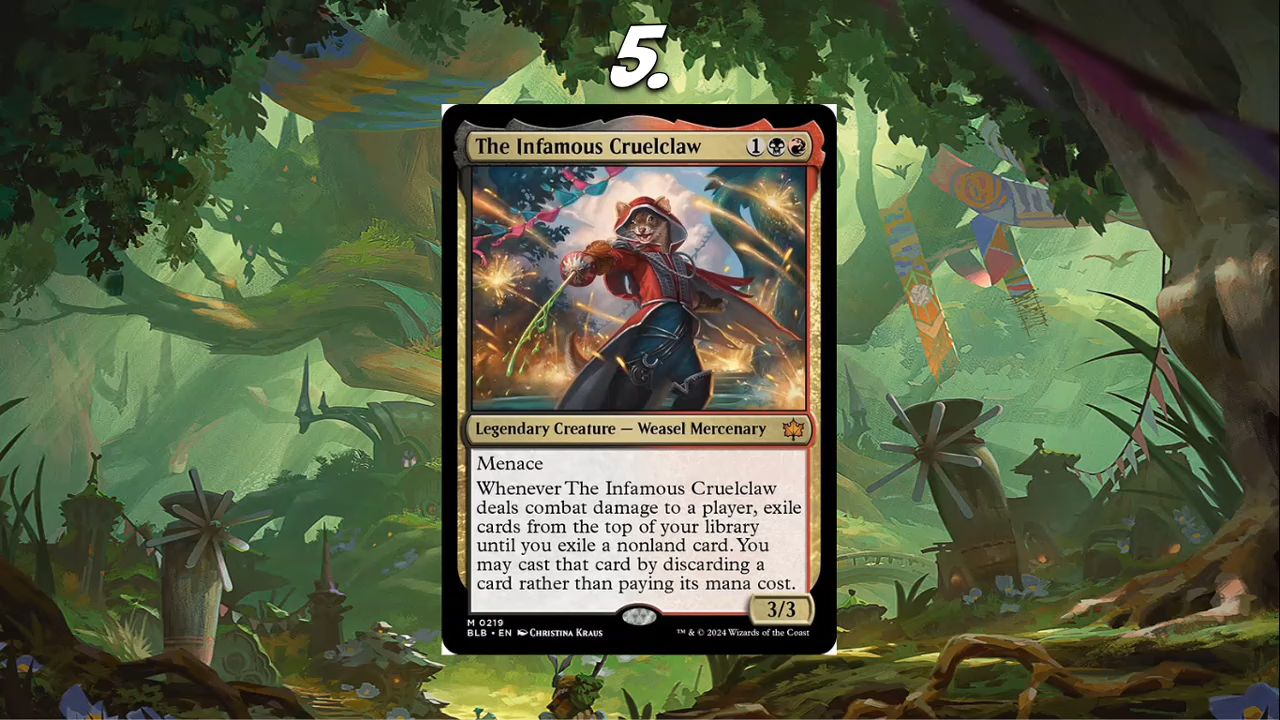 5.
The Infamous Cruelclaw 1
Legendary Creature — Weasel Mercenary
Menace
Whenever The Infamous Cruelclaw
deals combat damage to a player, exile
cards from the top of your library
until you exile a nonland card. You
may cast that card by discarding a
card rather than paying its mana cost.
3/3
M 0219
BLB • EN Christina Kraus ™ & © 2024 Wizards of the Coast